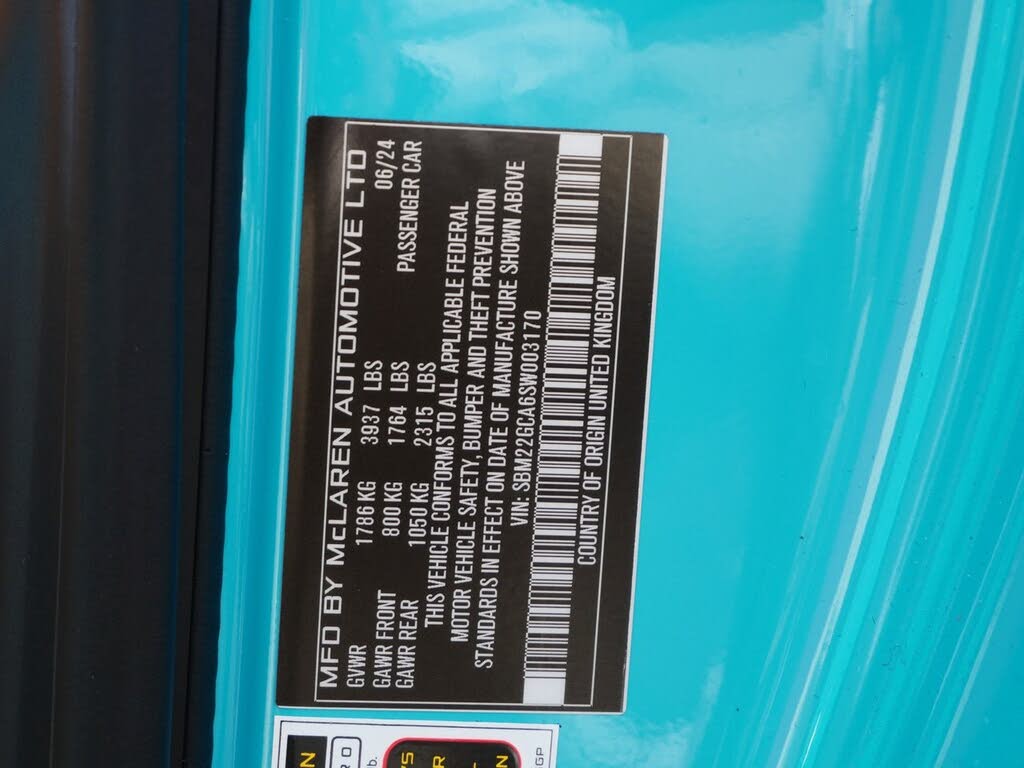 MFD BY McLAREN AUTOMOTIVE LTD
GVWR 1786 KG 3937 LBS 06/24
GAWR FRONT 800 KG 1764 LBS PASSENGER CAR
GAWR REAR 1050 KG 2315 LBS
THIS VEHICLE CONFORMS TO ALL APPLICABLE FEDERAL
MOTOR VEHICLE SAFETY, BUMPER AND THEFT PREVENTION
STANDARDS IN EFFECT ON DATE OF MANUFACTURE SHOWN ABOVE
VIN: SBM22GCA6SW003170
COUNTRY OF ORIGIN UNITED KINGDOM
GP